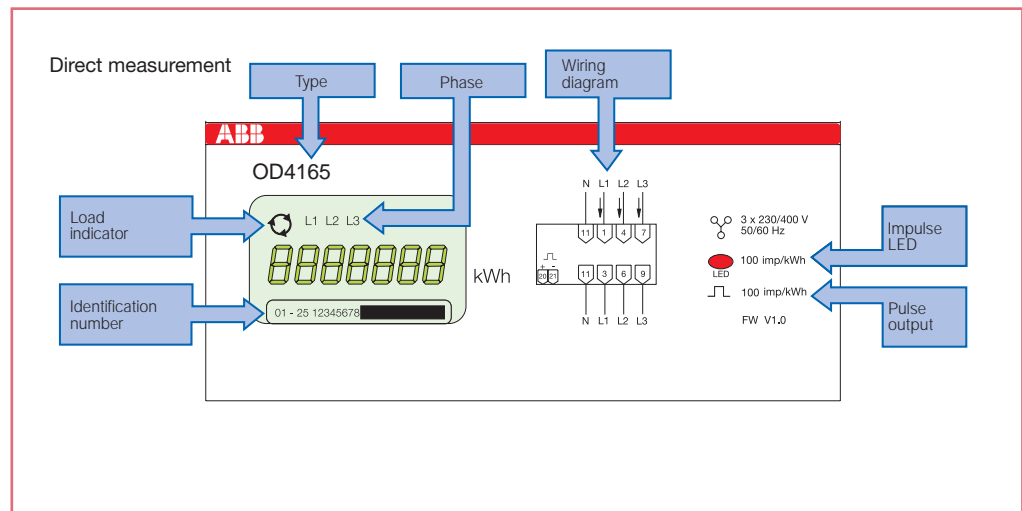 Direct measurement
Type
Phase
Wiring
diagram
ABB
OD4165
Load
indicator
L1 L2 L3
8888888
kWh
Identification
number
01 - 25 12345678
N L1 L2 L3
11 1 4 7
+ -
20 21
11 3 6 9
N L1 L2 L3
3 x 230/400 V
50/60 Hz
100 imp/kWh
LED
100 imp/kWh
FW V1.0
Impulse
LED
Pulse
output